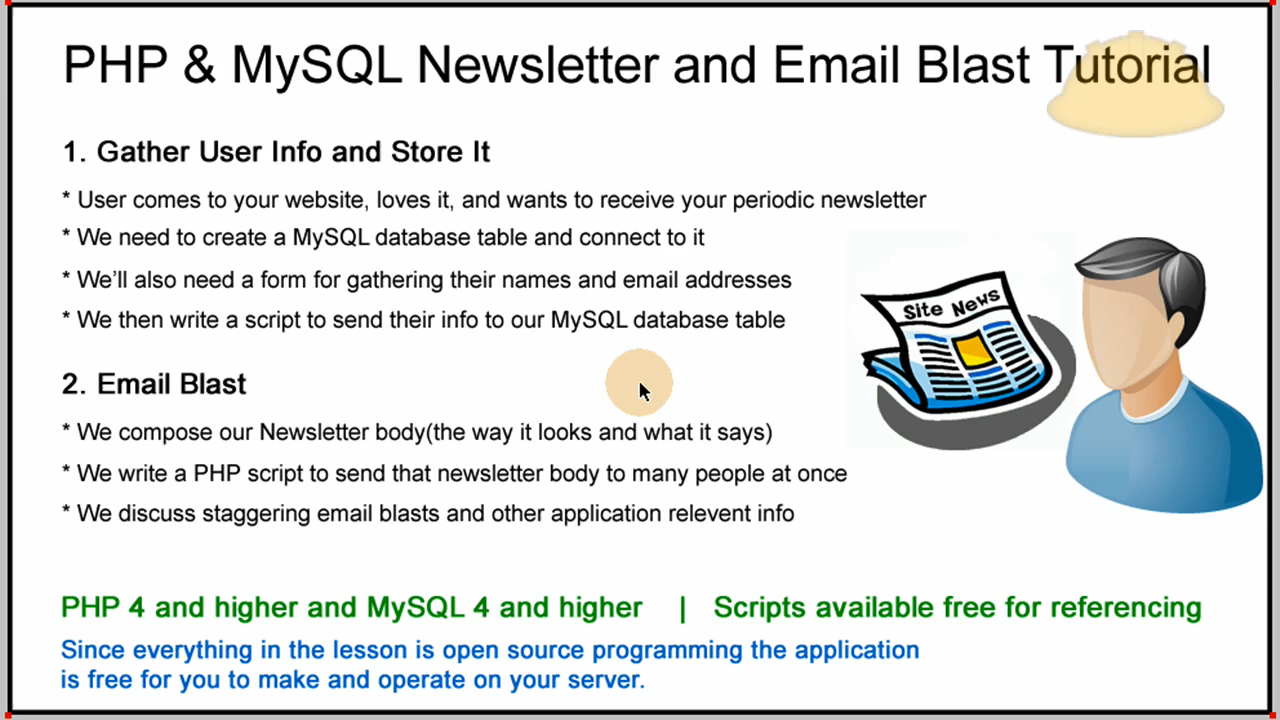 PHP & MySQL Newsletter and Email Blast Tutorial
1. Gather User Info and Store It
* User comes to your website, loves it, and wants to receive your periodic newsletter
* We need to create a MySQL database table and connect to it
* We'll also need a form for gathering their names and email addresses
* We then write a script to send their info to our MySQL database table
Site News
2. Email Blast
* We compose our Newsletter body(the way it looks and what it says)
* We write a PHP script to send that newsletter body to many people at once
* We discuss staggering email blasts and other application relevent info
PHP 4 and higher and MySQL 4 and higher | Scripts available free for referencing
Since everything in the lesson is open source programming the application
is free for you to make and operate on your server.